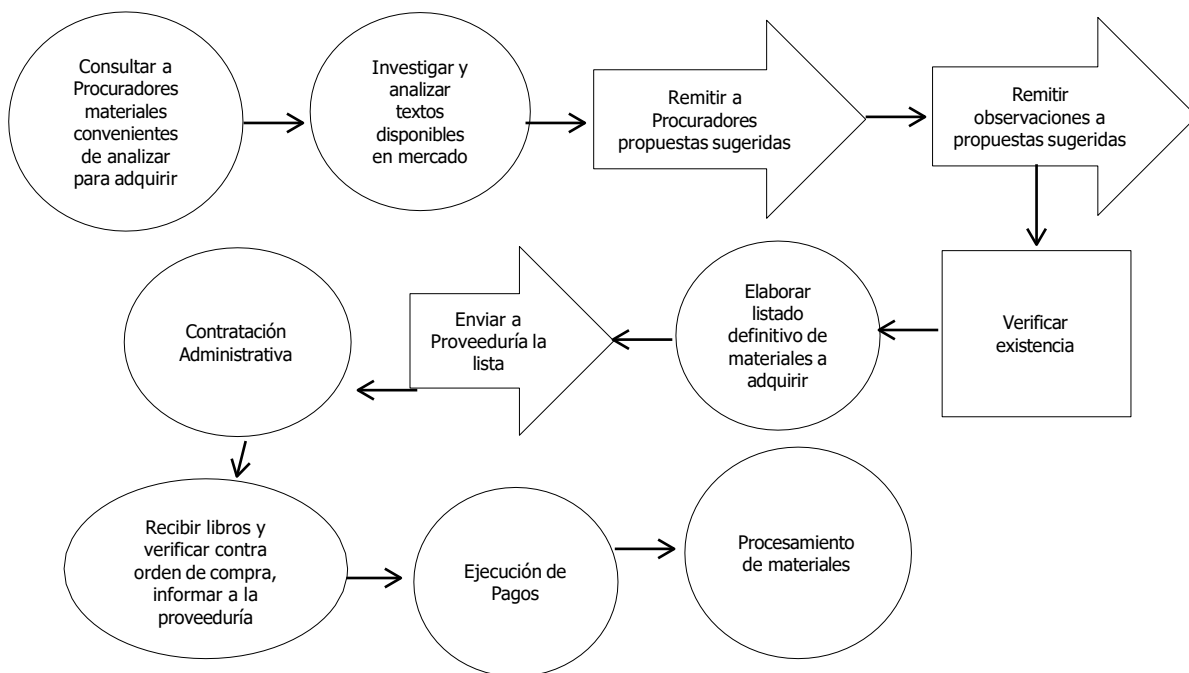 Consultar a
Procuradores
materiales
convenientes
de analizar
para adquirir
Investigar y
analizar
textos
disponibles
en mercado
Remitir a
Procuradores
propuestas sugeridas
Remitir
observaciones a
propuestas sugeridas
Verificar
existencia
Elaborar
listado
definitivo de
materiales a
adquirir
Enviar a
Proveeduría la
lista
Contratación
Administrativa
Recibir libros y
verificar contra
orden de compra,
informar a la
proveeduría
Ejecución de
Pagos
Procesamiento
de materiales